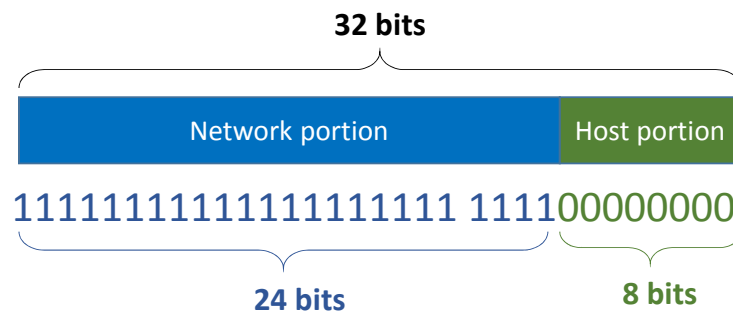 32 bits
Network portion Host portion
11111111111111111111 111100000000
24 bits 8 bits